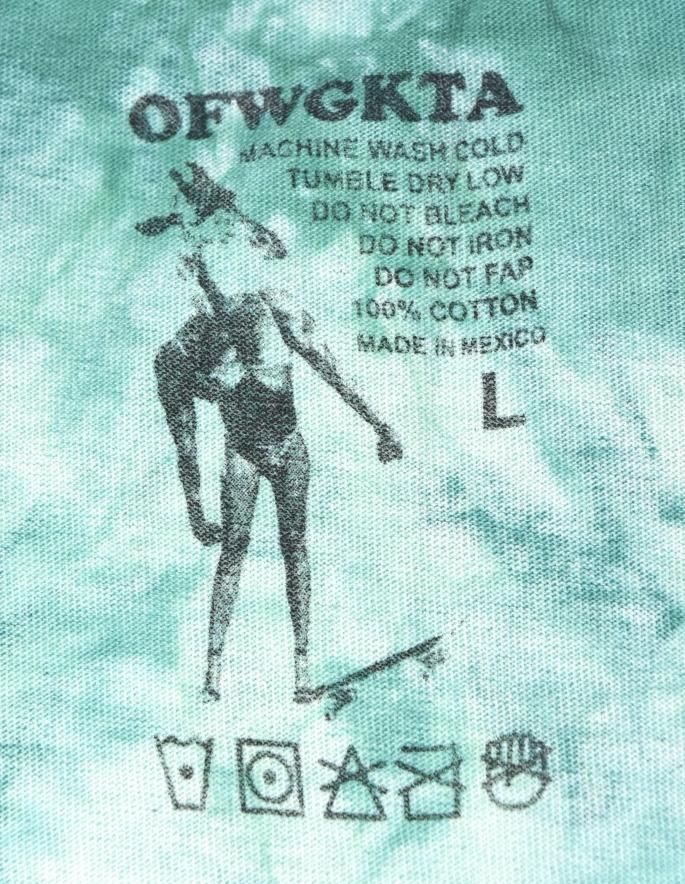 OFWGKTA
MACHINE WASH COLD
TUMBLE DRY LOW
DO NOT BLEACH
DO NOT IRON
DO NOT FAP
100% COTTON
MADE IN MEXICO
L